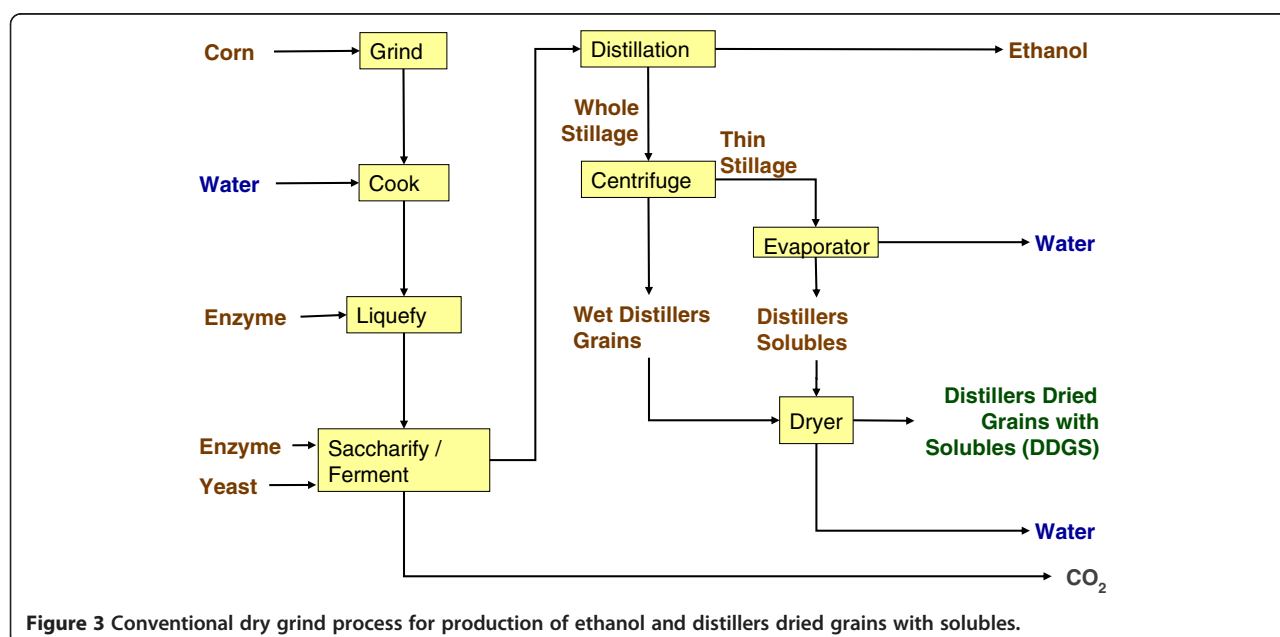 Corn
Grind
Water
Cook
Enzyme
Liquefy
Enzyme
Yeast
Saccharify /
Ferment
Distillation
Ethanol
Whole
Stillage
Thin
Stillage
Centrifuge
Evaporator
Water
Wet Distillers
Grains
Distillers
Solubles
Dryer
Distillers Dried
Grains with
Solubles (DDGS)
Water
CO2
Figure 3 Conventional dry grind process for production of ethanol and distillers dried grains with solubles.